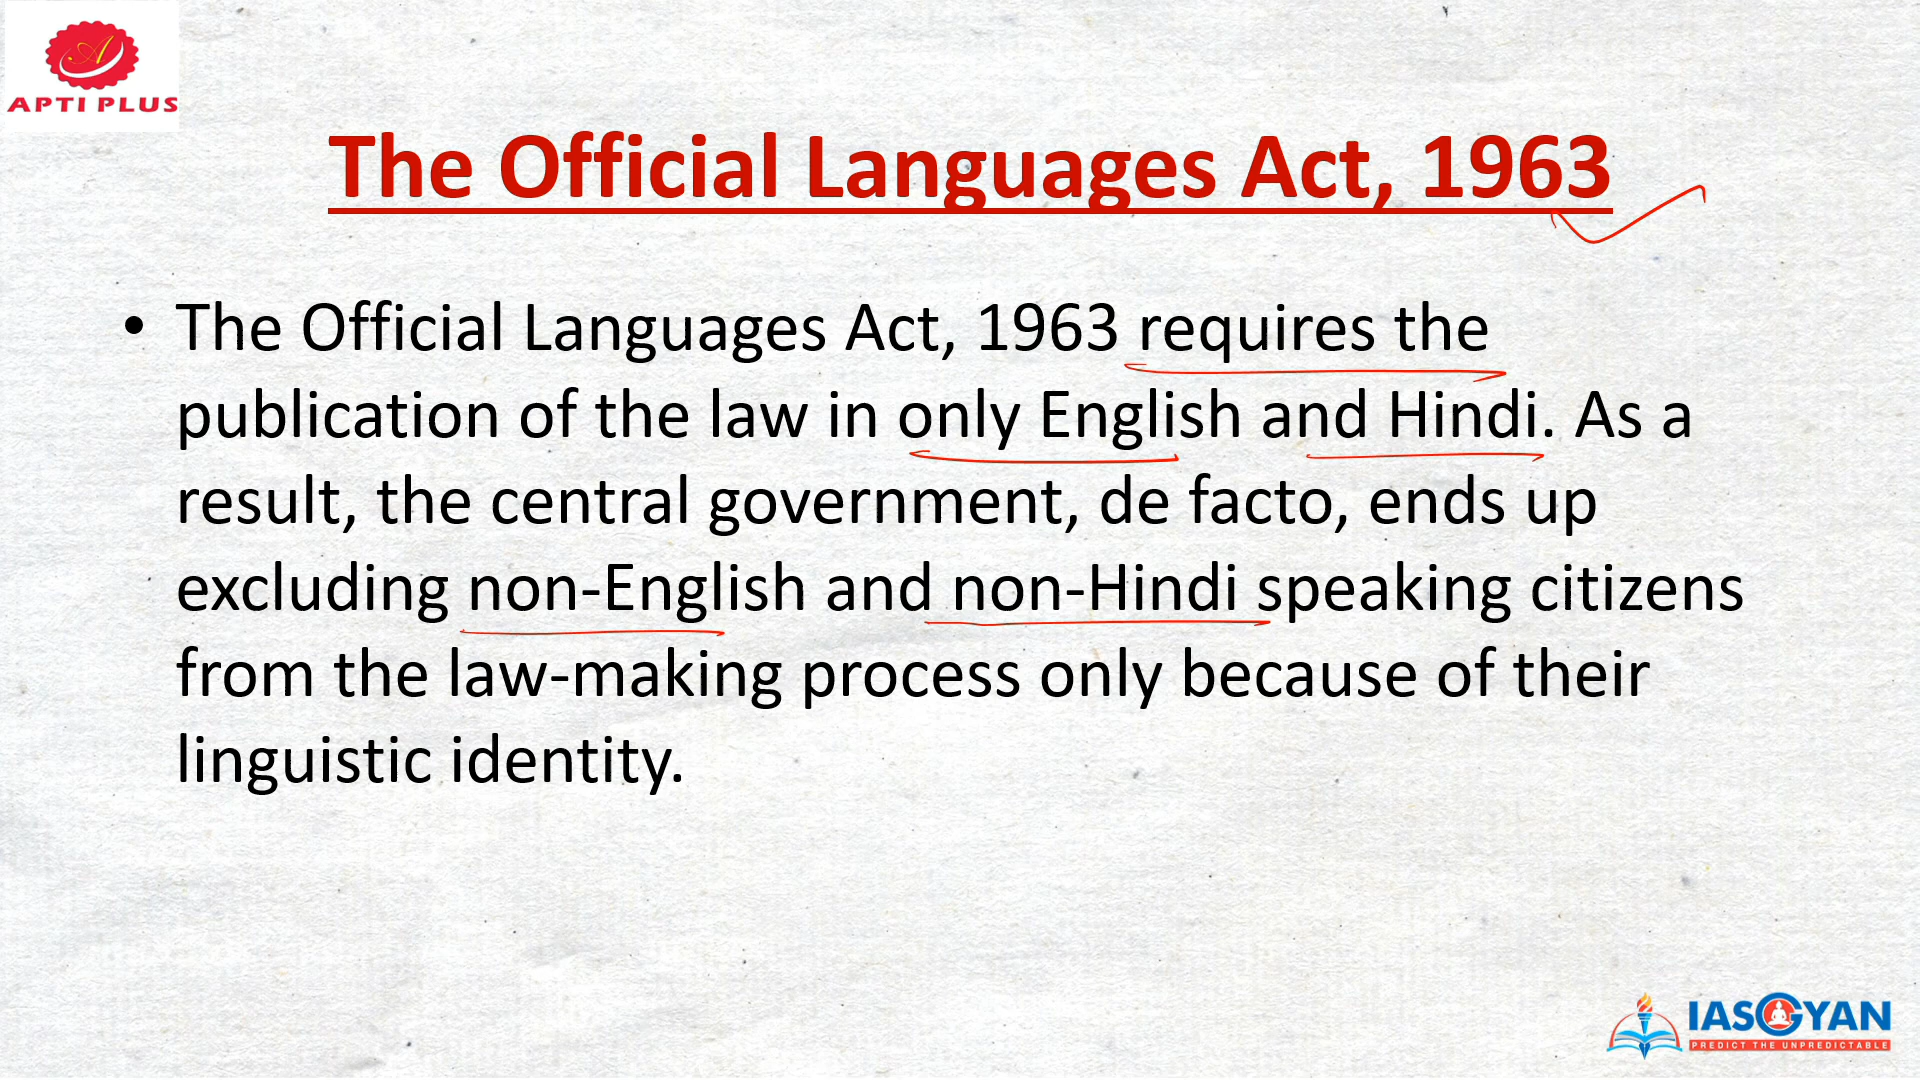 APTI PLUS
The Official Languages Act, 1963
• The Official Languages Act, 1963 requires the
publication of the law in only English and Hindi. As a
result, the central government, de facto, ends up
excluding non-English and non-Hindi speaking citizens
from the law-making process only because of their
linguistic identity.
IASGYAN
PREDICT THE UNPREDICTABLE